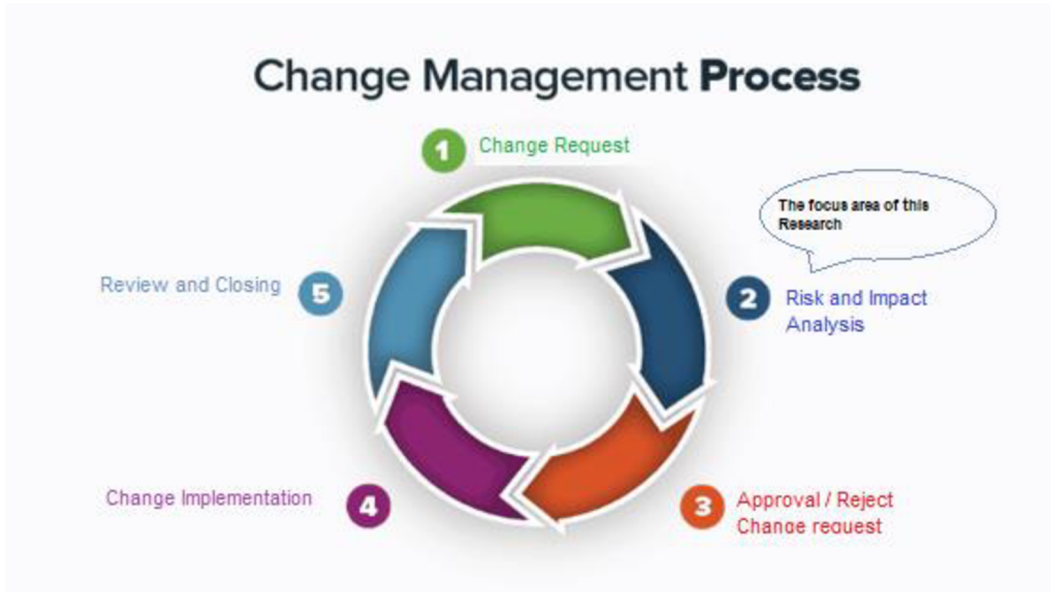 Change Management Process
1 Change Request
The focus area of this
Research
2 Risk and Impact
Analysis
3 Approval / Reject
Change request
4 Change Implementation
5 Review and Closing